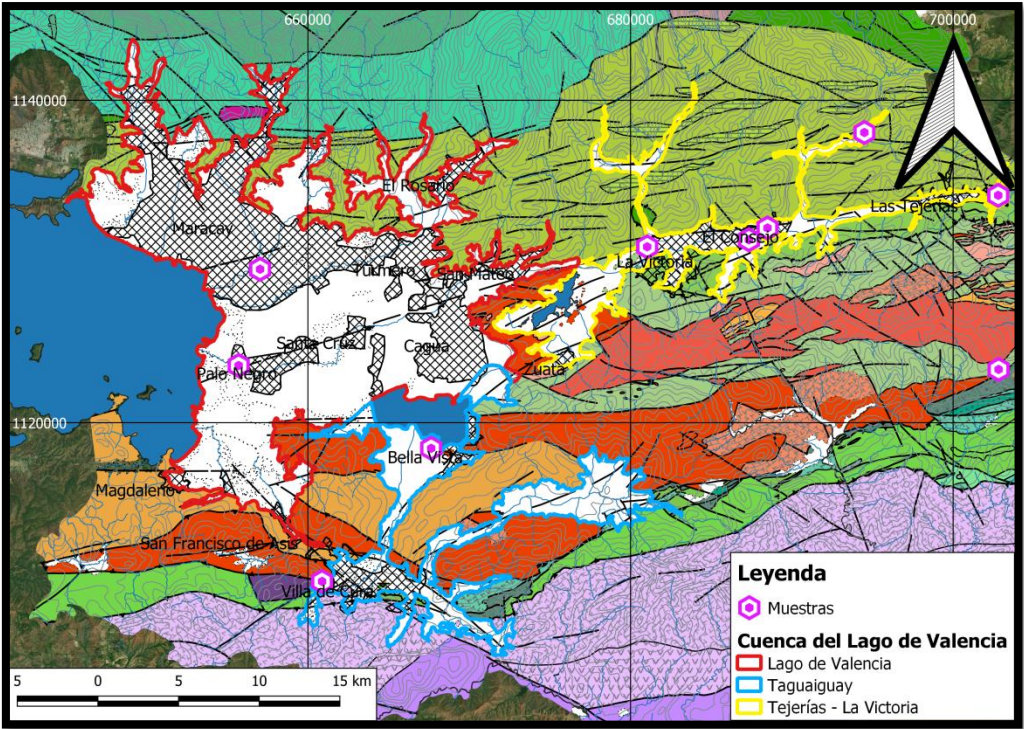 660000
680000
700000
1140000
El Rosario
Las Tejerías
Maracay
El Consejo
La Victoria
Turmero
San Mateo
Santa Cruz
Cagua
Palo Negro
Zuata
1120000
Bella Vista
Magdaleno
San Francisco de Asis
Villa de Cura
Leyenda
Muestras
Cuenca del Lago de Valencia
Lago de Valencia
Taguaiguay
Tejerías - La Victoria
5 0 5 10 15 km